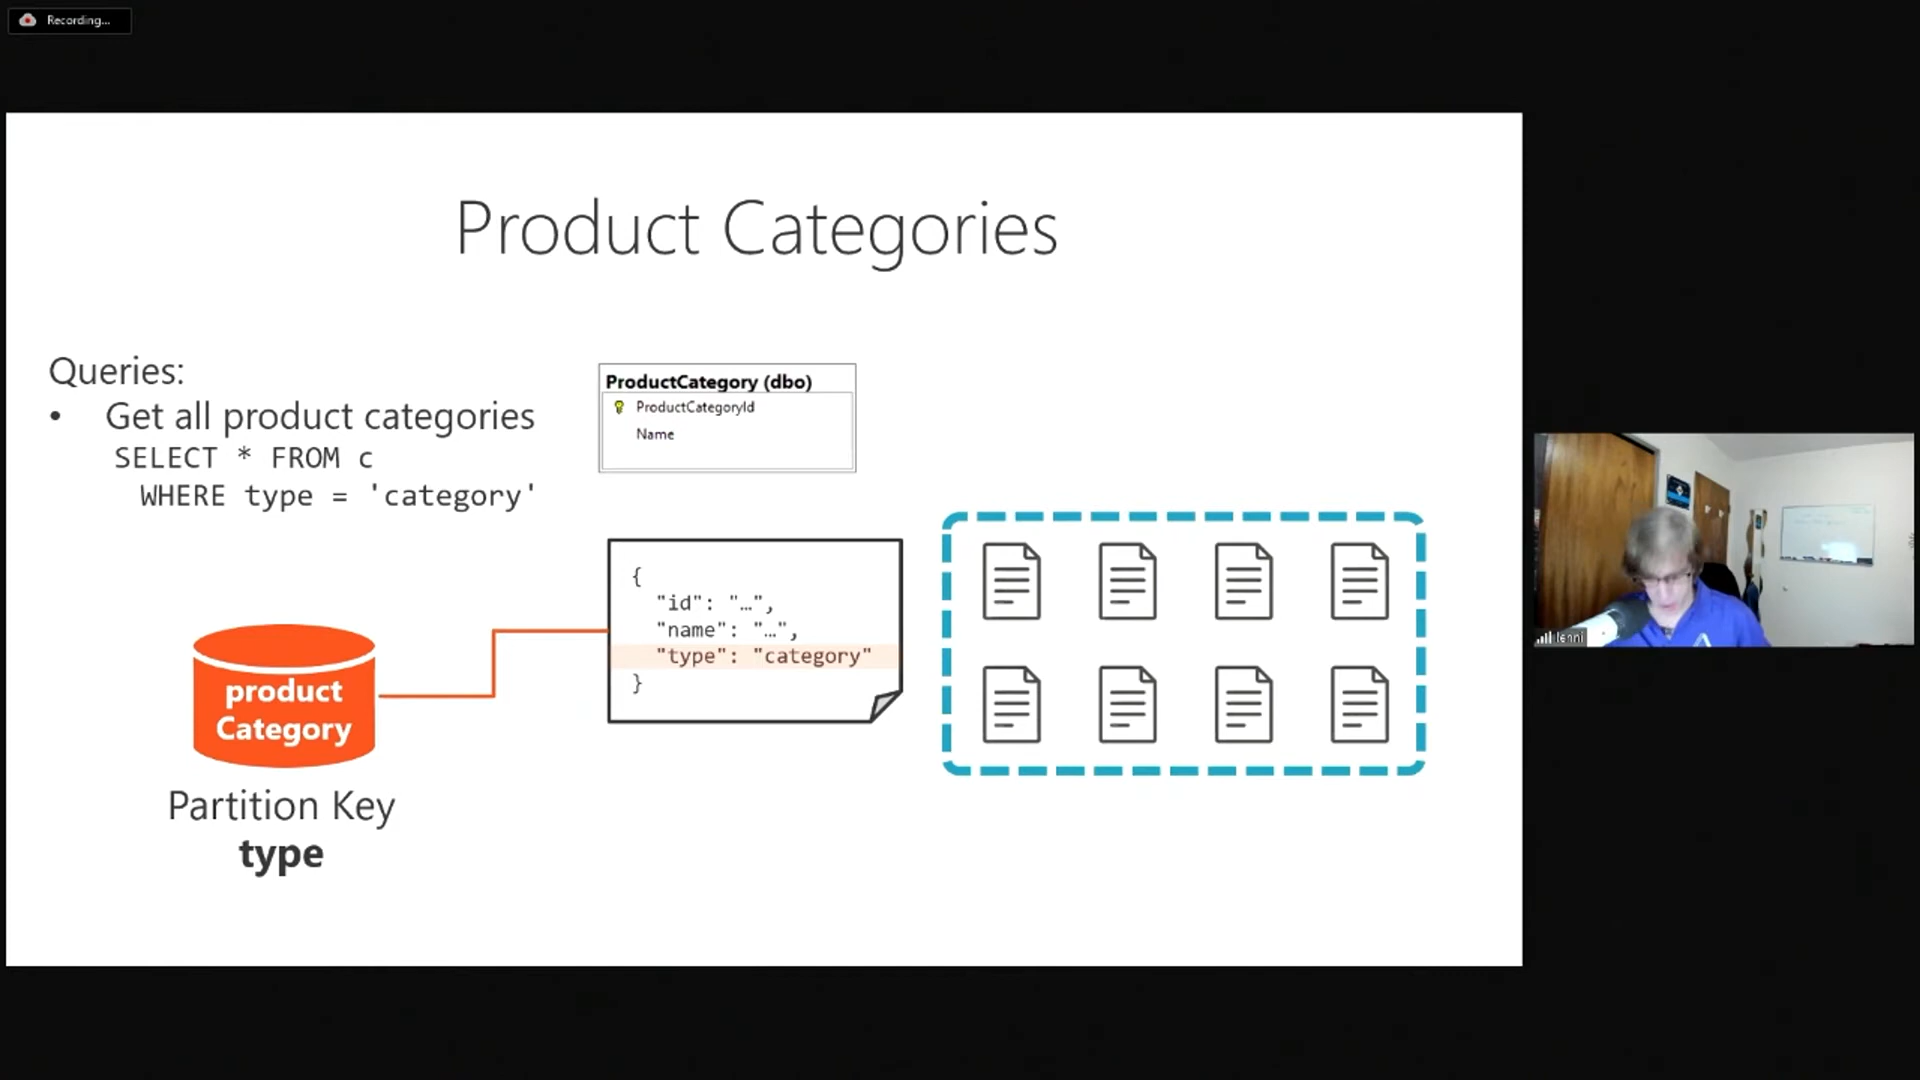 Recording...
Product Categories
Queries:
• Get all product categories
SELECT * FROM c
WHERE type = 'category'
ProductCategory (dbo)
ProductCategoryId
Name
{
"id": "…",
"name": "…",
"type": "category"
}
product
Category
Partition Key
type
lenni